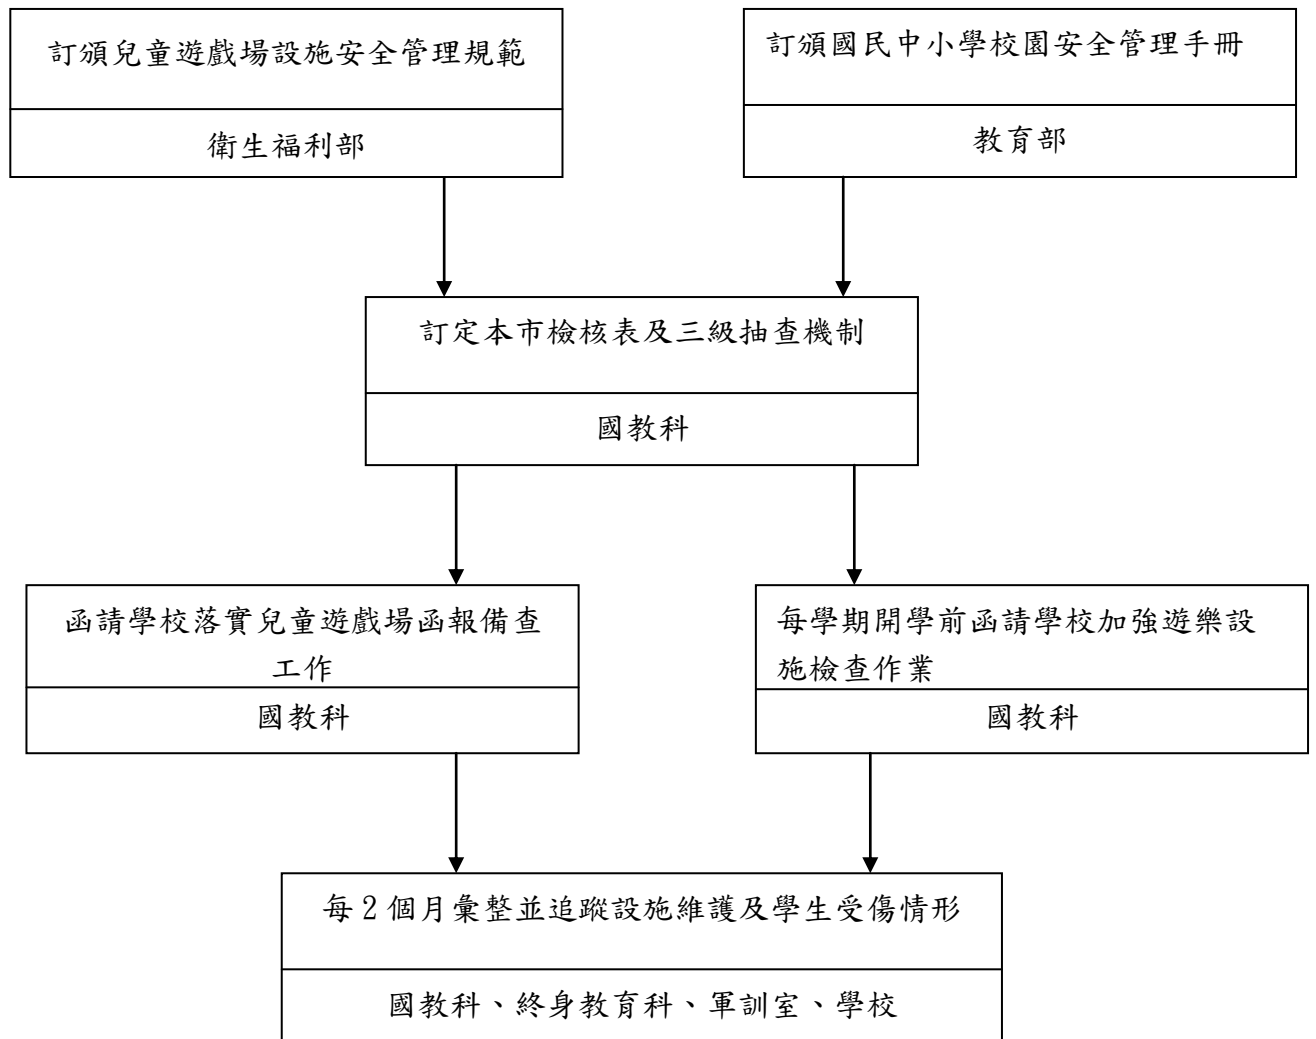 訂頒兒童遊戲場設施安全管理規範
衛生福利部
訂頒國民中小學校園安全管理手冊
教育部
訂定本市檢核表及三級抽查機制
國教科
函請學校落實兒童遊戲場函報備查
工作
國教科
每學期開學前函請學校加強遊樂設
施檢查作業
國教科
每2個月彙整並追蹤設施維護及學生受傷情形
國教科、終身教育科、軍訓室、學校